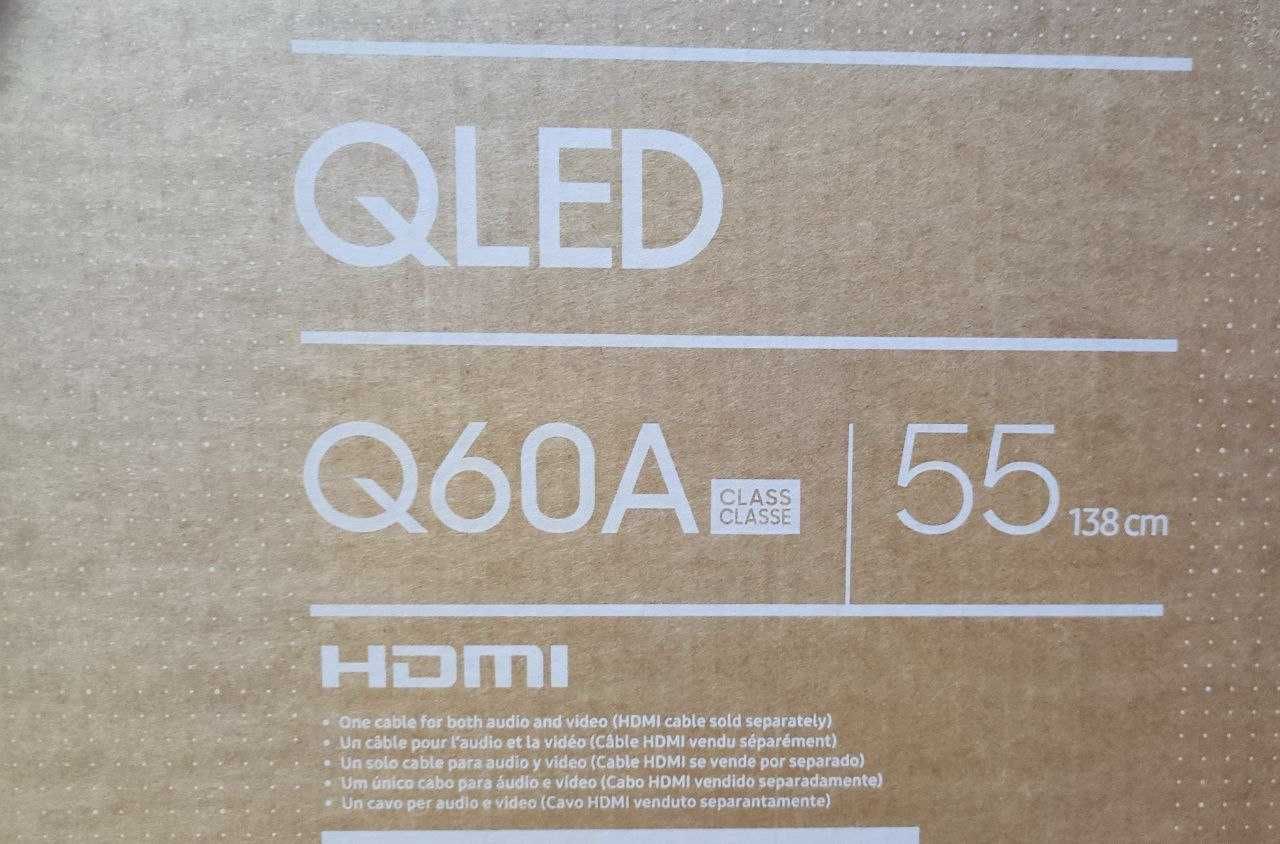 QLED
Q60A CLASS CLASSE 55 138 cm
HDMI
• One cable for both audio and video (HDMI cable sold separately)
• Un câble pour l'audio et la vidéo (Câble HDMI vendu séparément)
• Un solo cable para audio y video (Cable HDMI se vende por separado)
• Um único cabo para áudio e vídeo (Cabo HDMI vendido separadamente)
• Un cavo per audio e video (Cavo HDMI venduto separantamente)